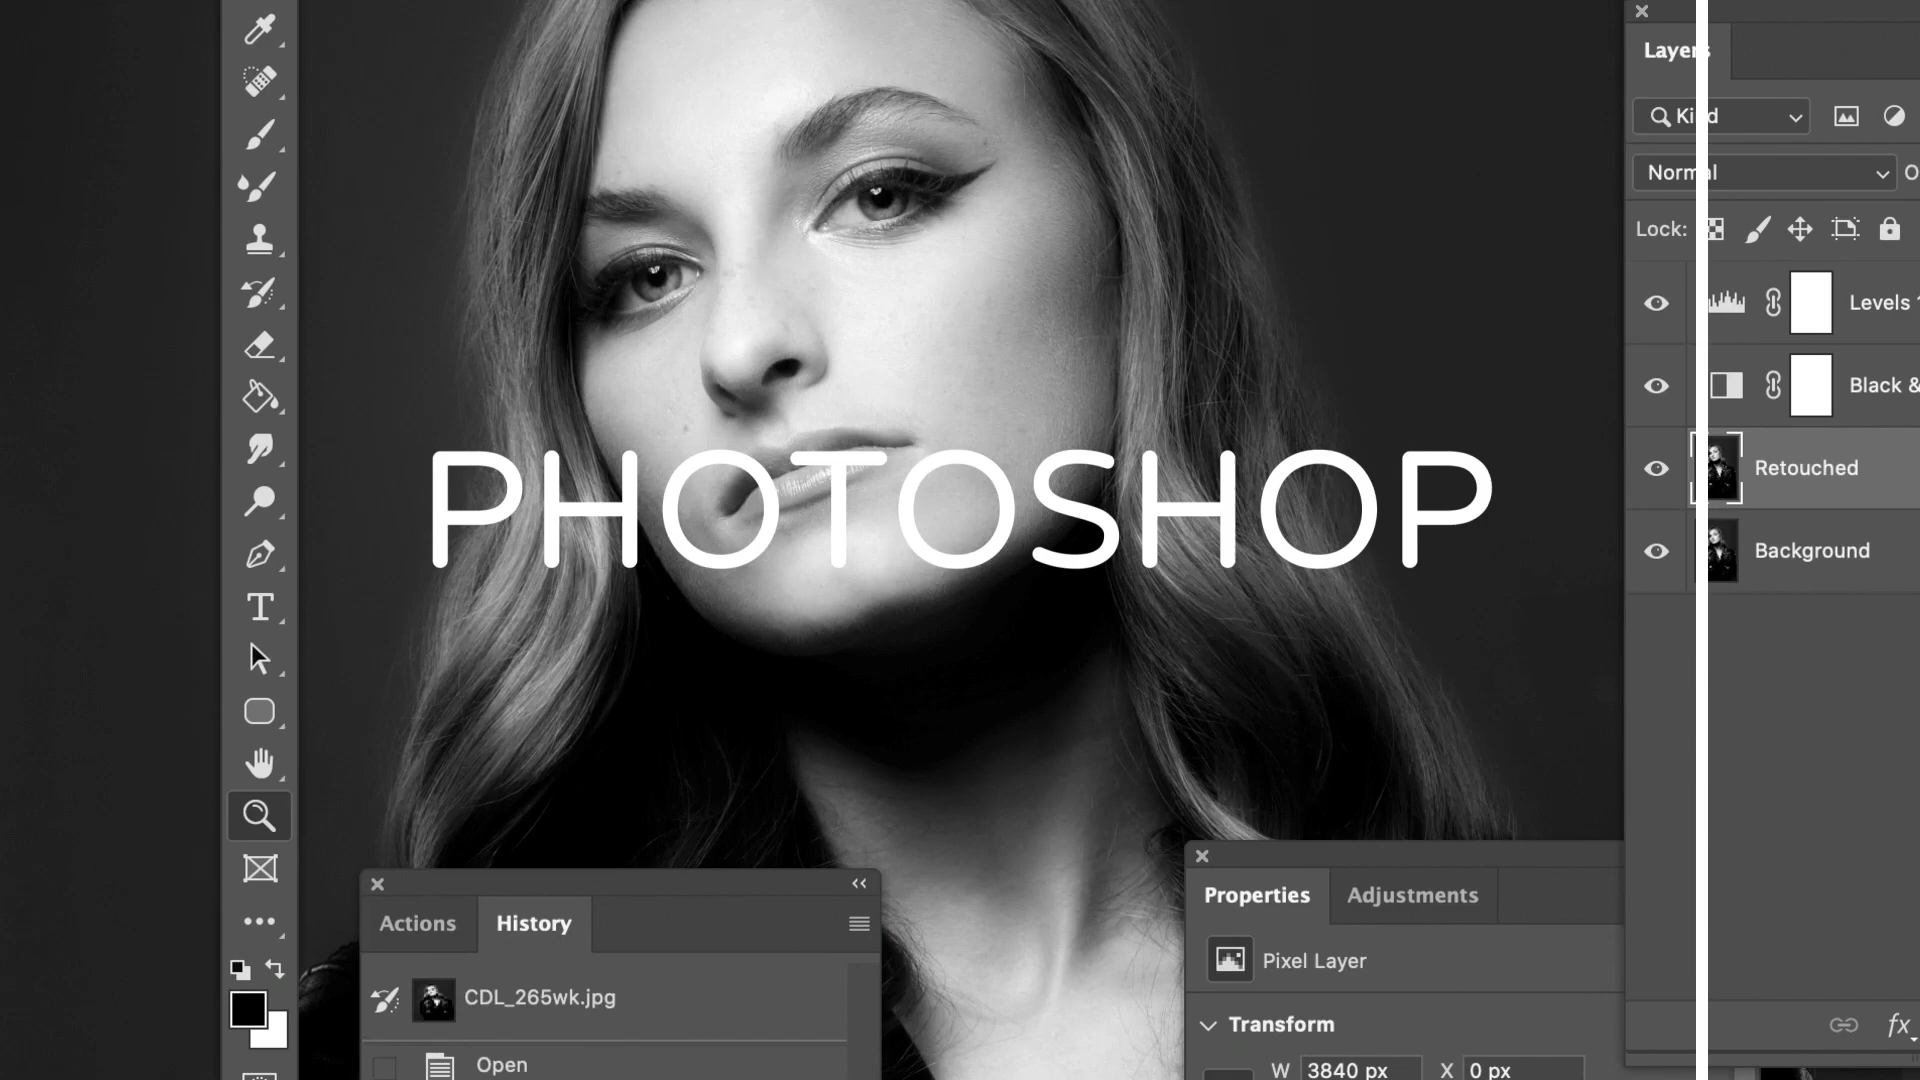 Layers
Kind
Normal
Lock:
Levels
Black &
Retouched
Background
PHOTOSHOP
Actions
History
CDL_265wk.jpg
Open
Properties
Adjustments
Pixel Layer
Transform
W 3840 px X 0 px
fx